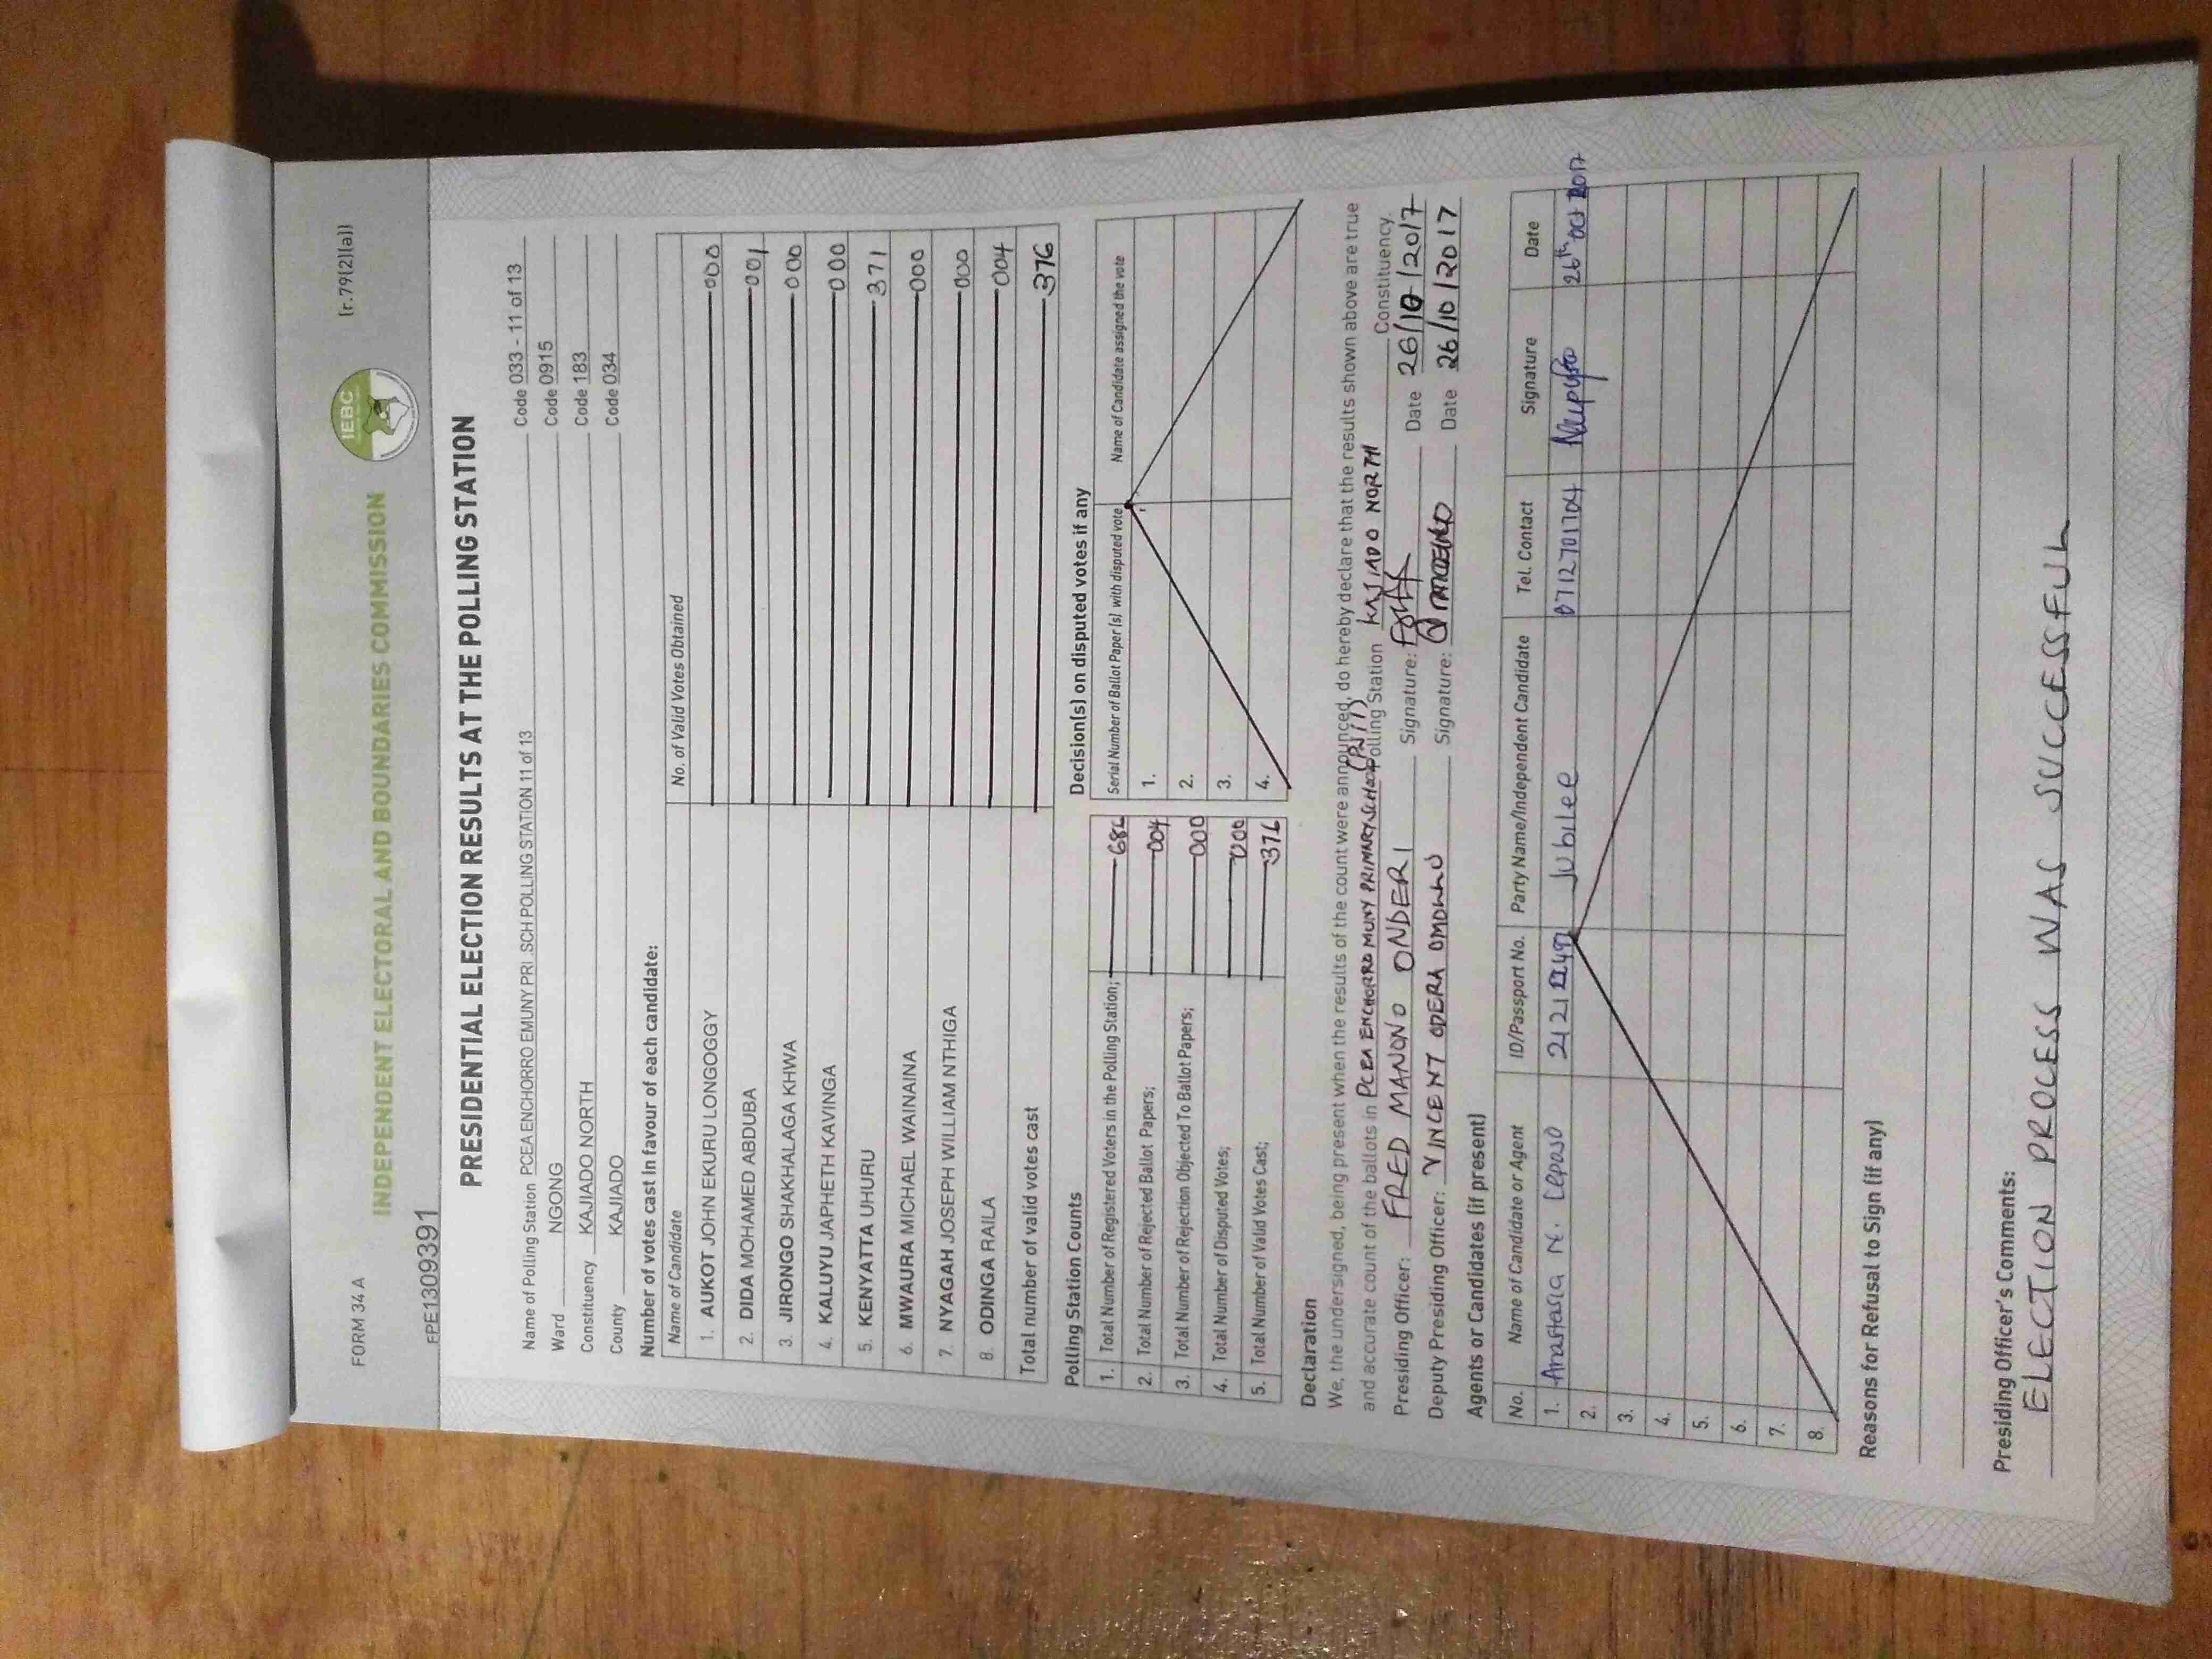 FORM 34 A
(r.79(2)(a))
INDEPENDENT ELECTORAL AND BOUNDARIES COMMISSION
IEBC
EPE1309391
PRESIDENTIAL ELECTION RESULTS AT THE POLLING STATION
Name of Polling Station PCEA ENCHORRO EMUNY PRI .SCH POLLING STATION 11 of 13 Code 033 - 11 of 13
Ward NGONG Code 0915
Constituency KAJIADO NORTH Code 183
County KAJIADO Code 034
Number of votes cast in favour of each candidate:
Name of Candidate No. of Valid Votes Obtained
1. AUKOT JOHN EKURU LONGOGGY 000
2. DIDA MOHAMED ABDUBA 001
3. JIRONGO SHAKHALAGA KHWA 000
4. KALUYU JAPHETH KAVINGA 000
5. KENYATTA UHURU 371
6. MWAURA MICHAEL WAINAINA 000
7. NYAGAH JOSEPH WILLIAM NTHIGA 000
8. ODINGA RAILA 004
Total number of valid votes cast 376
Polling Station Counts
1. Total Number of Registered Voters in the Polling Station;
2. Total Number of Rejected Ballot Papers; 004
3. Total Number of Rejection Objected To Ballot Papers; 000
4. Total Number of Disputed Votes; 000
5. Total Number of Valid Votes Cast; 376
Decision(s) on disputed votes if any
Serial Number of Ballot Paper (s) with disputed vote Name of Candidate assigned the vote
1.
2.
3.
4.
Declaration
We, the undersigned, being present when the results of the count were announced, do hereby declare that the results shown above are true
and accurate count of the ballots in PCEA ENCHORRO MUNY PRIMARY SCHOOL Polling Station KAJIADO NORTH Constituency.
Presiding Officer: FRED MANONO ONDERI Signature: Date 26/10/2017
Deputy Presiding Officer: VINCENT OPERA OMOLLO Signature: Date 26/10/2017
Agents or Candidates (if present)
No. Name of Candidate or Agent ID/Passport No. Party Name/Independent Candidate Tel. Contact Signature Date
1. Anastasia N. Lepaso Jubilee 0712701704 26th Oct 2017
2.
3.
4.
5.
6.
7.
8.
Reasons for Refusal to Sign (if any)
Presiding Officer's Comments:
ELECTION PROCESS WAS SUCCESSFUL